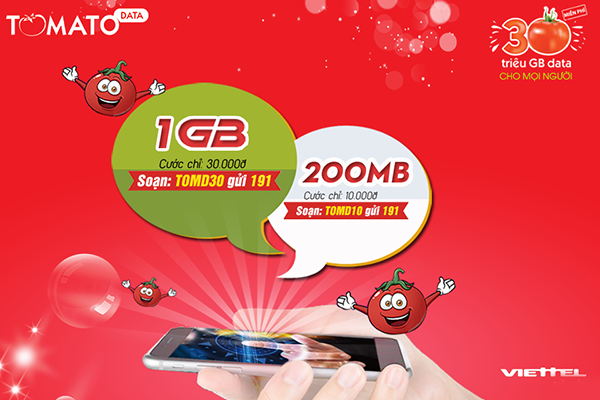 TOMATO DATA
MIỄN PHÍ
30
triệu GB data
CHO MỌI NGƯỜI
1GB
Cước chỉ: 30.000đ
Soạn: TOMD30 gửi 191
200MB
Cước chỉ: 10.000đ
Soạn: TOMD10 gửi 191
VIETTEL